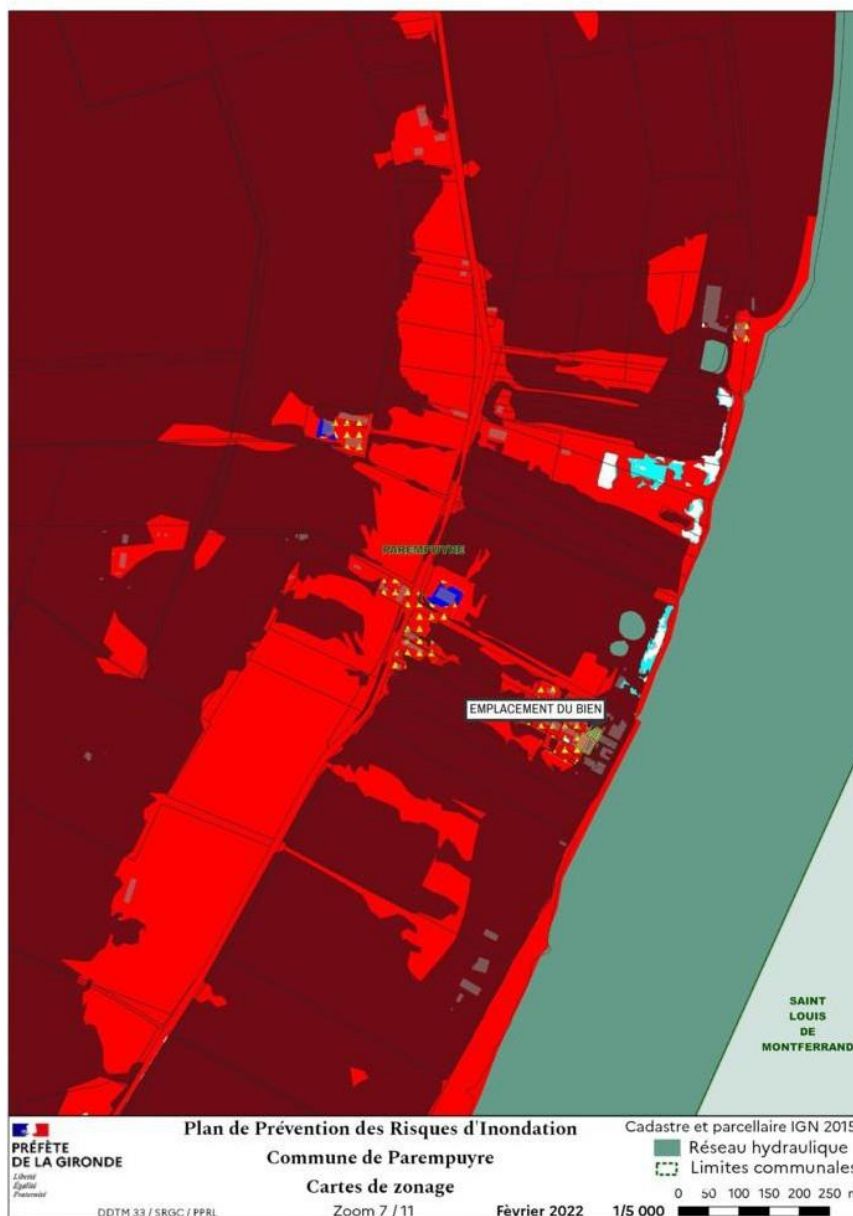 PAREMPUYRE
EMPLACEMENT DU BIEN
SAINT
LOUIS
DE
MONTFERRAND
PRÉFÈTE
DE LA GIRONDE
Liberté
Égalité
Fraternité
DDTM 33 / SRGC / PPRL
Plan de Prévention des Risques d'Inondation
Commune de Parempuyre
Cartes de zonage
Zoom 7 / 11
Février 2022
1/5 000
Cadastre et parcellaire IGN 2015
Réseau hydraulique
Limites communales
0 50 100 150 200 250 m